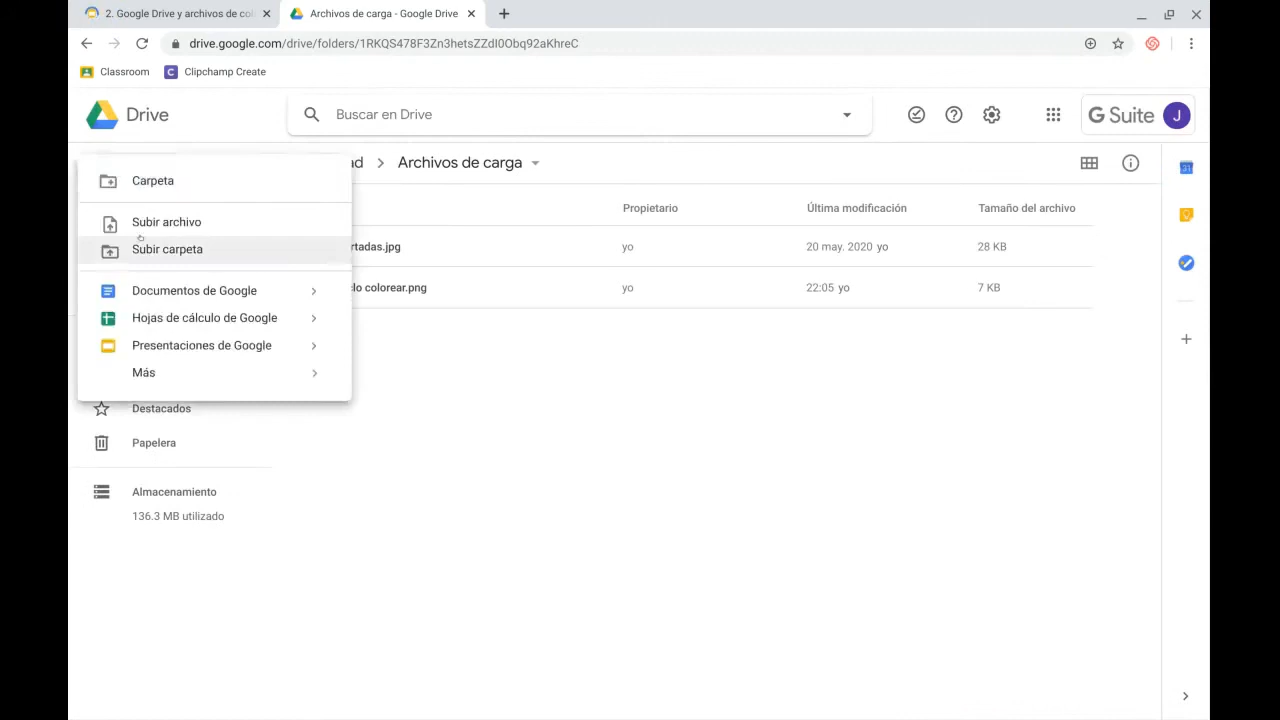 2. Google Drive y archivos de col
Archivos de carga - Google Drive
drive.google.com/drive/folders/1RKQS478F3Zn3hetsZZdI0Obq92aKhreC
Classroom
Clipchamp Create
Drive
Buscar en Drive
G Suite
J
ad
Archivos de carga
Carpeta
Propietario
Última modificación
Tamaño del archivo
Subir archivo
rtadas.jpg
yo
20 may. 2020 yo
28 KB
Subir carpeta
lo colorear.png
yo
22:05 yo
7 KB
Documentos de Google
Hojas de cálculo de Google
Presentaciones de Google
Más
Destacados
Papelera
Almacenamiento
136.3 MB utilizado
31